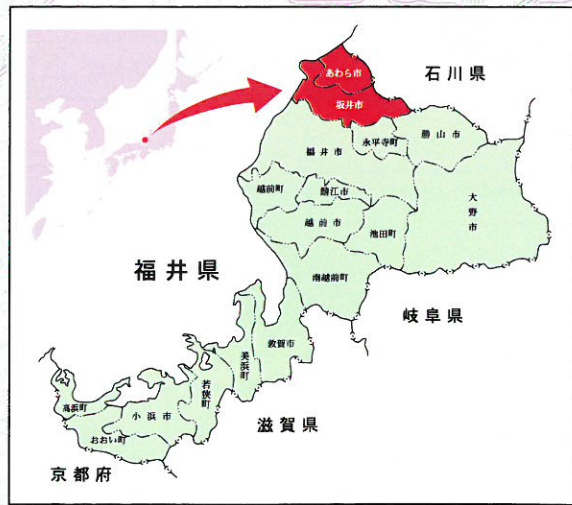 石川県
あわら市
坂井市
福井市
永平寺町
勝山市
越前町
鯖江市
大野市
越前市
池田町
福井県
南越前町
岐阜県
敦賀市
美浜町
若狭町
高浜町
小浜市
おおい町
滋賀県
京都府